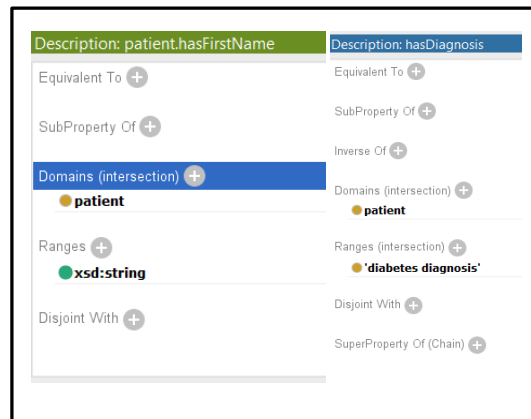 Description: patient.hasFirstName
Equivalent To
SubProperty Of
Domains (intersection)
patient
Ranges
xsd:string
Disjoint With
Description: hasDiagnosis
Equivalent To
SubProperty Of
Inverse Of
Domains (intersection)
patient
Ranges (intersection)
'diabetes diagnosis'
Disjoint With
SuperProperty Of (Chain)